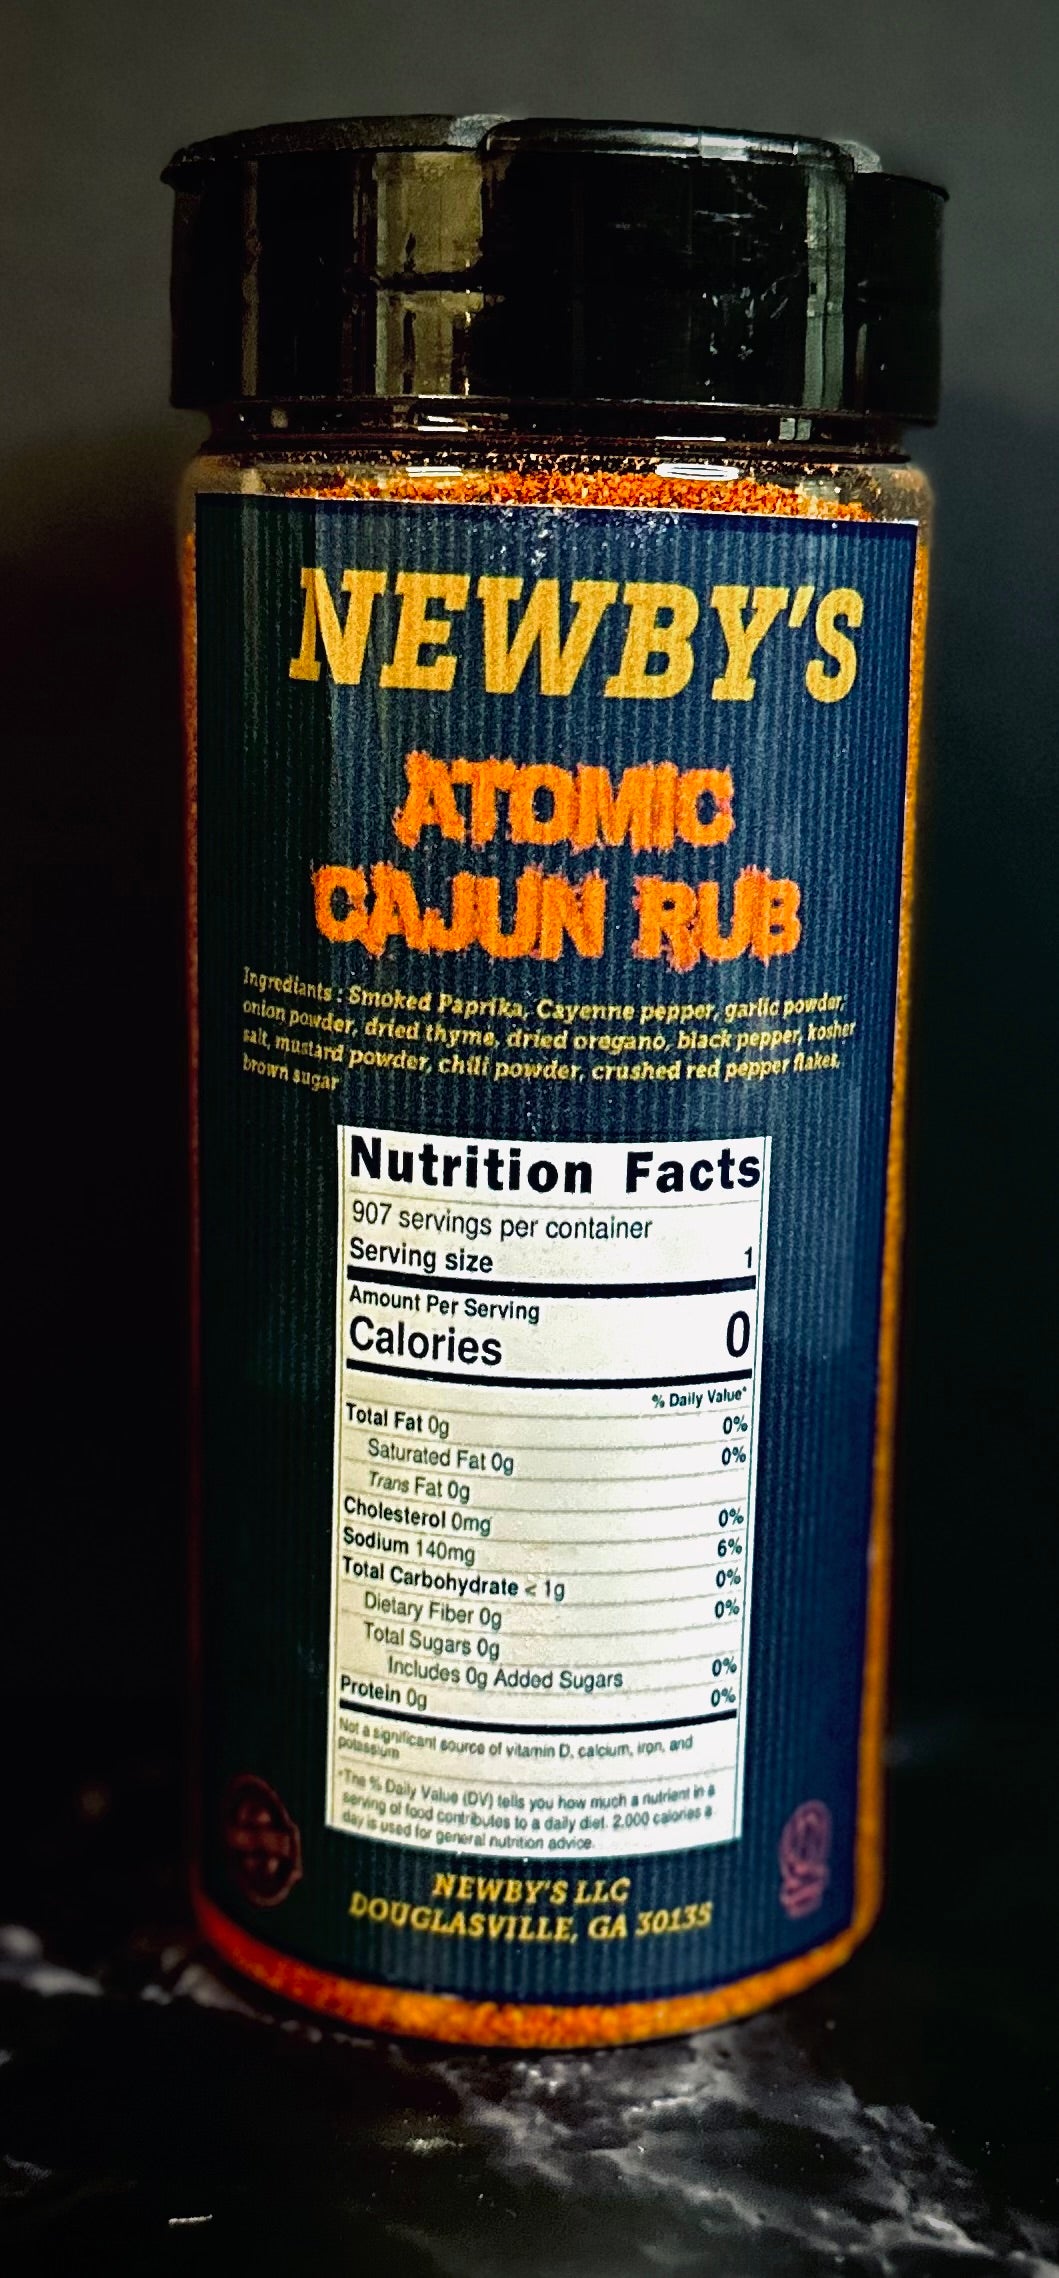 NEWBY'S
ATOMIC
CAJUN RUB
Ingrediants : Smoked Paprika, Cayenne pepper, garlic powder,
onion powder, dried thyme, dried oregano, black pepper, kosher
salt, mustard powder, chili powder, crushed red pepper flakes,
brown sugar
Nutrition Facts
907 servings per container
Serving size 1
Amount Per Serving
Calories 0
% Daily Value*
Total Fat 0g 0%
Saturated Fat 0g 0%
Trans Fat 0g
Cholesterol 0mg 0%
Sodium 140mg 6%
Total Carbohydrate < 1g 0%
Dietary Fiber 0g 0%
Total Sugars 0g
Includes 0g Added Sugars 0%
Protein 0g 0%
Not a significant source of vitamin D, calcium, iron, and
potassium
*The % Daily Value (DV) tells you how much a nutrient in a
serving of food contributes to a daily diet. 2,000 calories a
day is used for general nutrition advice.
NEWBY'S LLC
DOUGLASVILLE, GA 30135